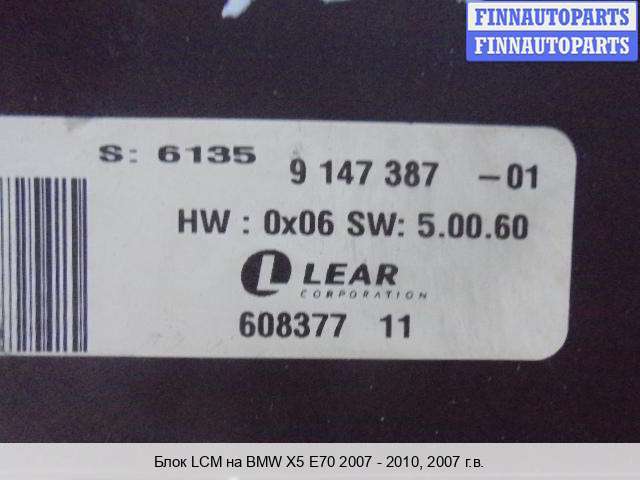 FINNAUTOPARTS
FINNAUTOPARTS
S: 6135 9 147 387 -01
HW : 0x06 SW: 5.00.60
LEAR
CORPORATION
608377 11
Блок LCM на BMW X5 E70 2007 - 2010, 2007 г.в.